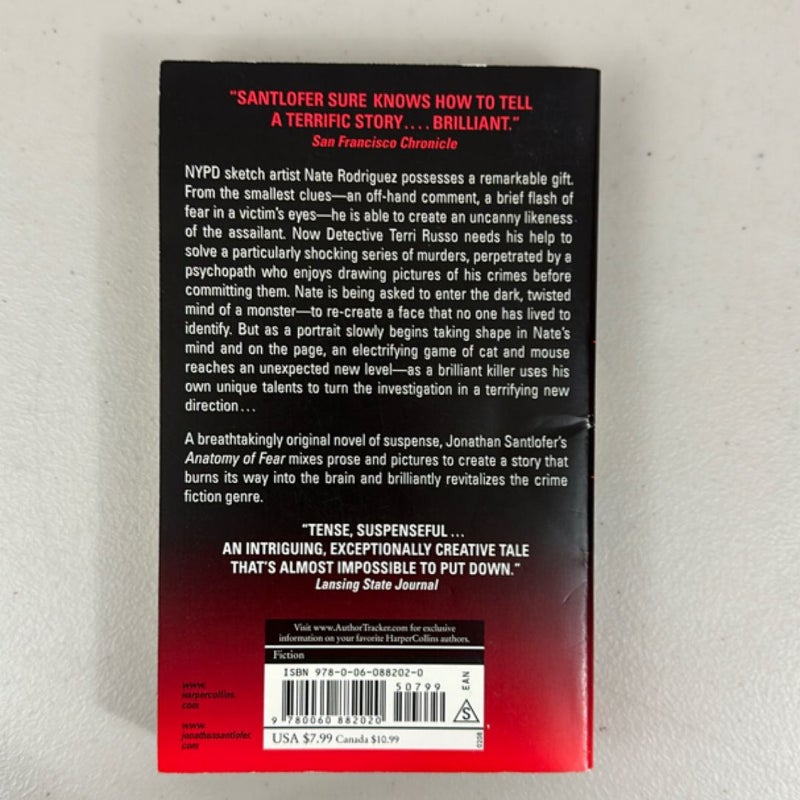 "SANTLOFER SURE KNOWS HOW TO TELL
A TERRIFIC STORY.... BRILLIANT."
San Francisco Chronicle
NYPD sketch artist Nate Rodriguez possesses a remarkable gift.
From the smallest clues—an off-hand comment, a brief flash of
fear in a victim's eyes—he is able to create an uncanny likeness
of the assailant. Now Detective Terri Russo needs his help to
solve a particularly shocking series of murders, perpetrated by a
psychopath who enjoys drawing pictures of his crimes before
committing them. Nate is being asked to enter the dark, twisted
mind of a monster—to re-create a face that no one has lived to
identify. But as a portrait slowly begins taking shape in Nate's
mind and on the page, an electrifying game of cat and mouse
reaches an unexpected new level—as a brilliant killer uses his
own unique talents to turn the investigation in a terrifying new
direction...
A breathtakingly original novel of suspense, Jonathan Santlofer's
Anatomy of Fear mixes prose and pictures to create a story that
burns its way into the brain and brilliantly revitalizes the crime
fiction genre.
"TENSE, SUSPENSEFUL...
AN INTRIGUING, EXCEPTIONALLY CREATIVE TALE
THAT'S ALMOST IMPOSSIBLE TO PUT DOWN."
Lansing State Journal
Visit www.AuthorTracker.com for exclusive
information on your favorite HarperCollins authors.
Fiction
ISBN 978-0-06-088202-0
50799
EAN
S
9 780060 882020
USA $7.99 Canada $10.99
0208
www.
harpercollins.
com
www.
jonathansantlofer.
com